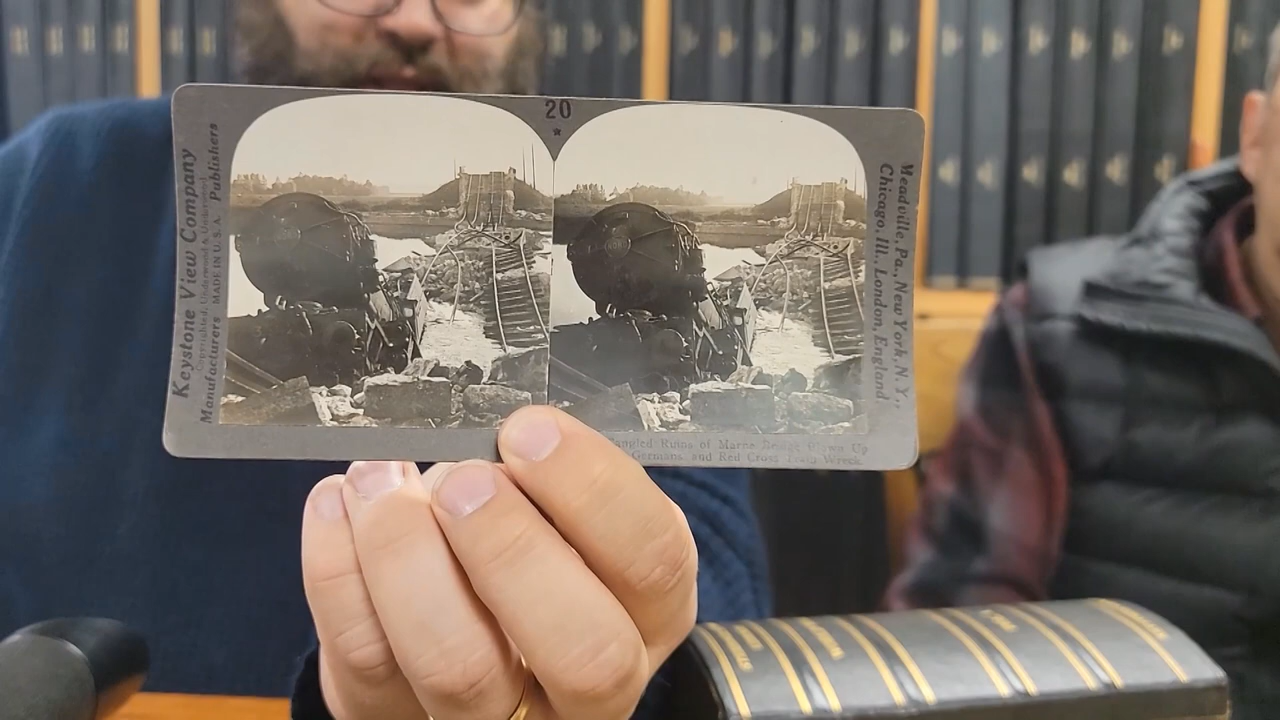 20
Keystone View Company
Copyrighted, Underwood & Underwood
Manufacturers MADE IN U.S.A. Publishers
Meadville, Pa., New York, N.Y.,
Chicago, Ill., London, England
Tangled Ruins of Marne Bridge Blown Up
Germans, and Red Cross Train Wreck.